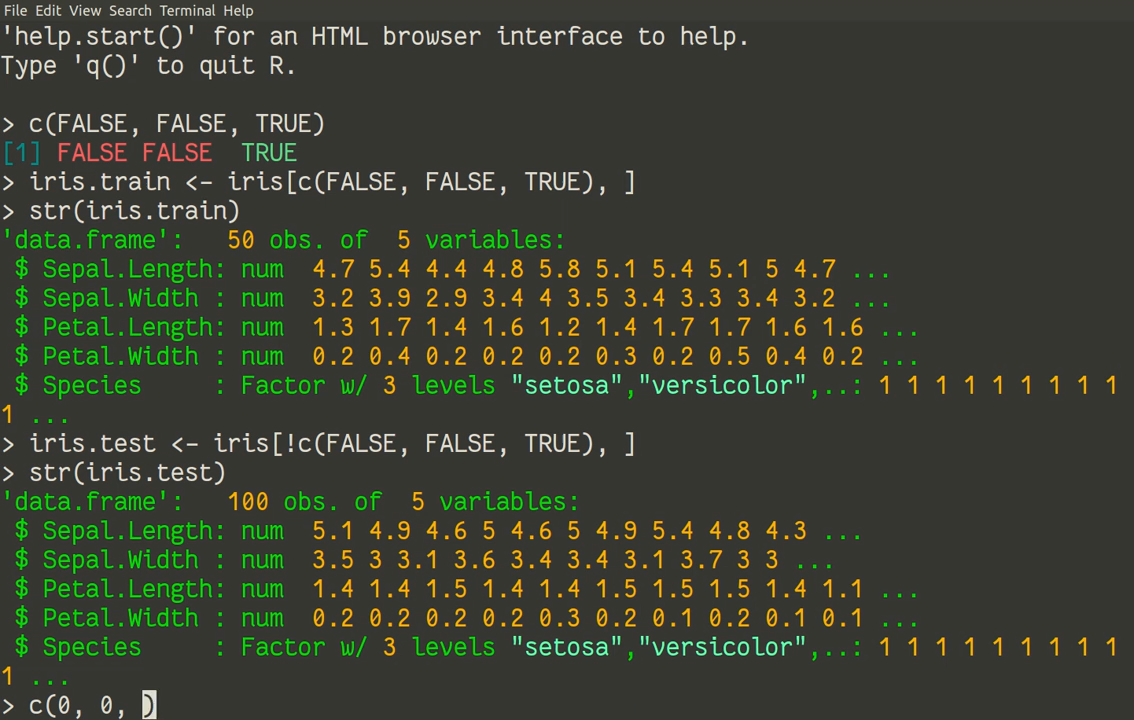 File Edit View Search Terminal Help
'help.start()' for an HTML browser interface to help.
Type 'q()' to quit R.
> c(FALSE, FALSE, TRUE)
[1] FALSE FALSE  TRUE
> iris.train <- iris[c(FALSE, FALSE, TRUE), ]
> str(iris.train)
'data.frame':   50 obs. of  5 variables:
 $ Sepal.Length: num  4.7 5.4 4.4 4.8 5.8 5.1 5.4 5.1 5 4.7 ...
 $ Sepal.Width : num  3.2 3.9 2.9 3.4 4 3.5 3.4 3.3 3.4 3.2 ...
 $ Petal.Length: num  1.3 1.7 1.4 1.6 1.2 1.4 1.7 1.7 1.6 1.6 ...
 $ Petal.Width : num  0.2 0.4 0.2 0.2 0.2 0.3 0.2 0.5 0.4 0.2 ...
 $ Species     : Factor w/ 3 levels "setosa","versicolor",..: 1 1 1 1 1 1 1 1 1
1 ...
> iris.test <- iris[!c(FALSE, FALSE, TRUE), ]
> str(iris.test)
'data.frame':   100 obs. of  5 variables:
 $ Sepal.Length: num  5.1 4.9 4.6 5 4.6 5 4.9 5.4 4.8 4.3 ...
 $ Sepal.Width : num  3.5 3 3.1 3.6 3.4 3.4 3.1 3.7 3 3 ...
 $ Petal.Length: num  1.4 1.4 1.5 1.4 1.4 1.5 1.5 1.5 1.4 1.1 ...
 $ Petal.Width : num  0.2 0.2 0.2 0.2 0.3 0.2 0.1 0.2 0.1 0.1 ...
 $ Species     : Factor w/ 3 levels "setosa","versicolor",..: 1 1 1 1 1 1 1 1 1
1 ...
> c(0, 0, )